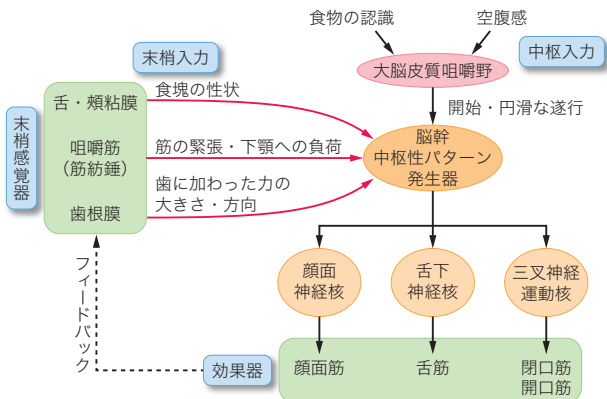 食物の認識
空腹感
末梢入力
中枢入力
大脳皮質咀嚼野
舌・頰粘膜
食塊の性状
開始・円滑な遂行
末梢感覚器
咀嚼筋
（筋紡錘）
筋の緊張・下顎への負荷
脳幹
中枢性パターン
発生器
歯根膜
歯に加わった力の
大きさ・方向
フィードバック
顔面
神経核
舌下
神経核
三叉神経
運動核
効果器
顔面筋
舌筋
閉口筋
開口筋